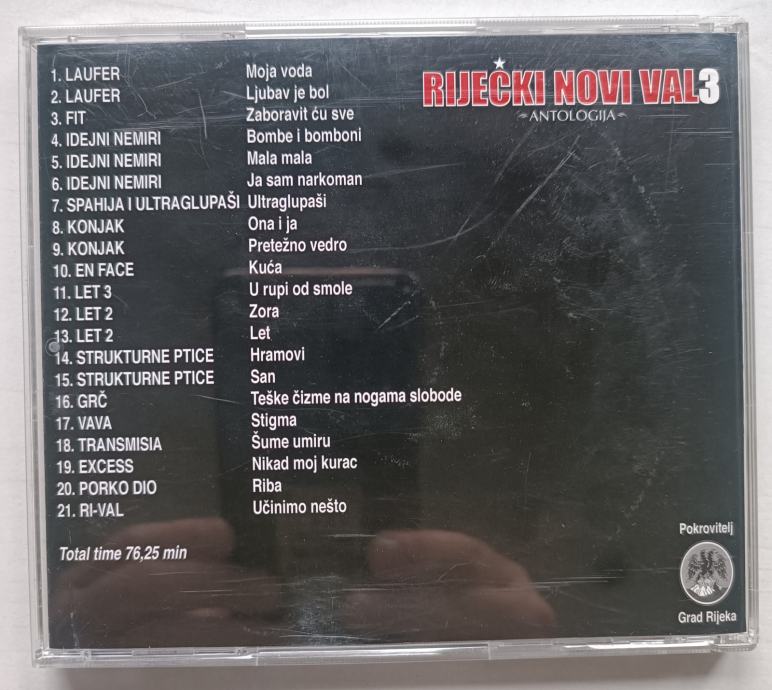 RIJEČKI NOVI VAL3
ANTOLOGIJA
1. LAUFER Moja voda
2. LAUFER Ljubav je bol
3. FIT Zaboravit ću sve
4. IDEJNI NEMIRI Bombe i bomboni
5. IDEJNI NEMIRI Mala mala
6. IDEJNI NEMIRI Ja sam narkoman
7. SPAHIJA I ULTRAGLUPAŠI Ultraglupaši
8. KONJAK Ona i ja
9. KONJAK Pretežno vedro
10. EN FACE Kuća
11. LET 3 U rupi od smole
12. LET 2 Zora
13. LET 2 Let
14. STRUKTURNE PTICE Hramovi
15. STRUKTURNE PTICE San
16. GRČ Teške čizme na nogama slobode
17. VAVA Stigma
18. TRANSMISIA Šume umiru
19. EXCESS Nikad moj kurac
20. PORKO DIO Riba
21. RI-VAL Učinimo nešto
Total time 76,25 min
Pokrovitelj
Grad Rijeka